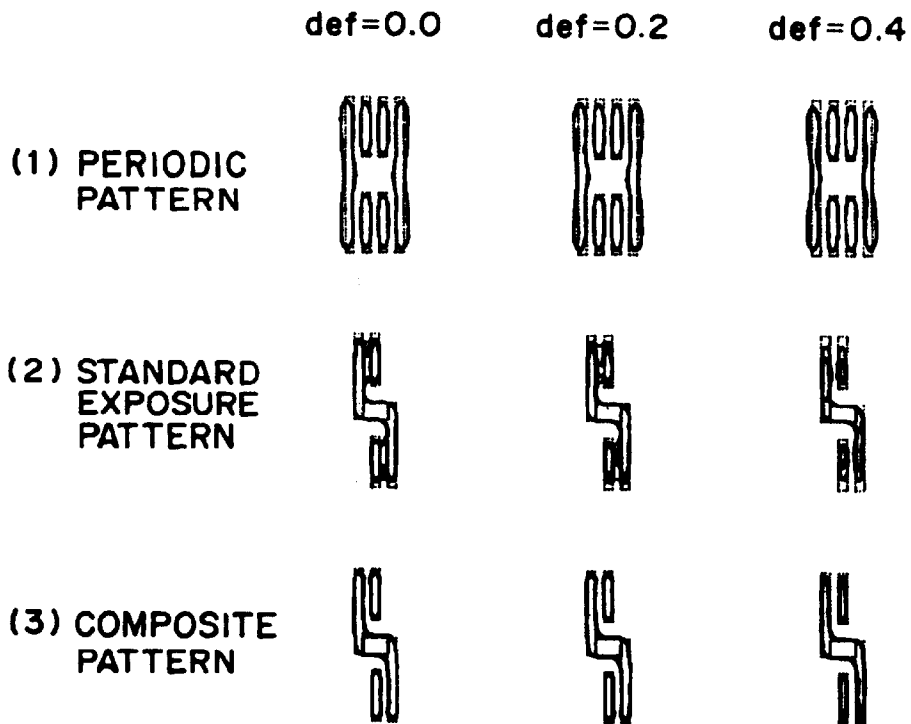 def=0.0 def=0.2 def=0.4
(1) PERIODIC
PATTERN
(2) STANDARD
EXPOSURE
PATTERN
(3) COMPOSITE
PATTERN